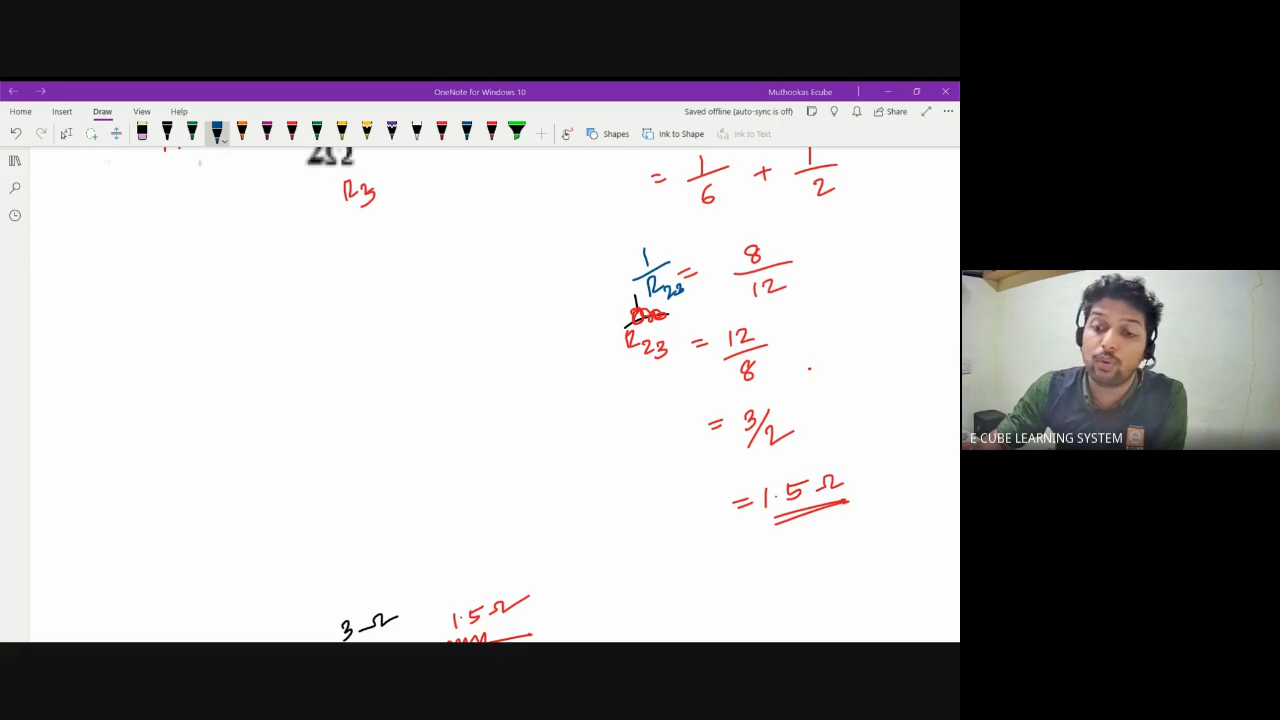 OneNote for Windows 10
Muthookas Ecube
Home Insert Draw View Help
Saved offline (auto-sync is off)
Share
Shapes
Ink to Shape
Ink to Text
2Ω
R3
= 1/6 + 1/2
1/R23 = 8/12
R23 = 12/8
= 3/2
= 1.5 Ω
3 Ω
1.5 Ω
E CUBE LEARNING SYSTEM